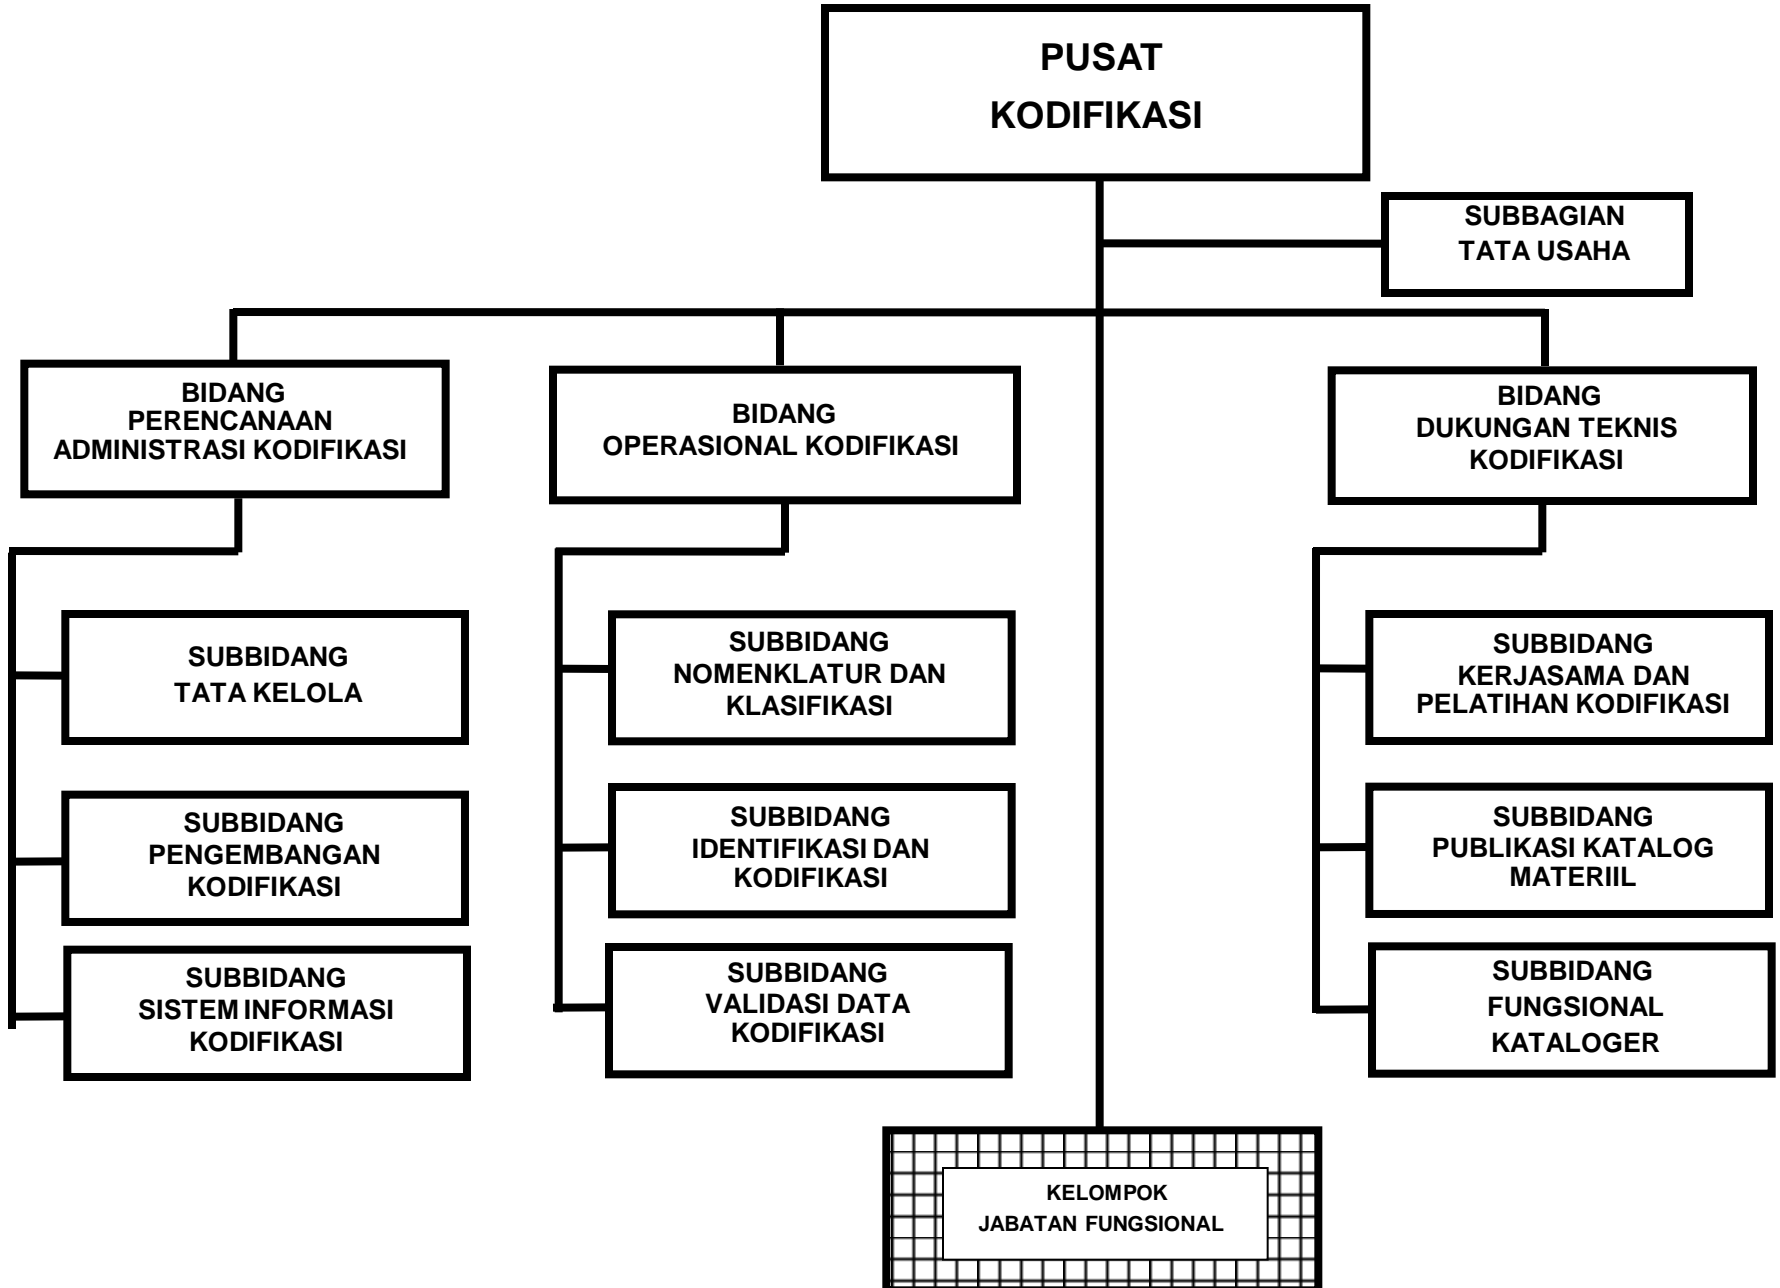 PUSAT
KODIFIKASI
SUBBAGIAN
TATA USAHA
BIDANG
PERENCANAAN
ADMINISTRASI KODIFIKASI
BIDANG
OPERASIONAL KODIFIKASI
BIDANG
DUKUNGAN TEKNIS
KODIFIKASI
SUBBIDANG
TATA KELOLA
SUBBIDANG
NOMENKLATUR DAN
KLASIFIKASI
SUBBIDANG
KERJASAMA DAN
PELATIHAN KODIFIKASI
SUBBIDANG
PENGEMBANGAN
KODIFIKASI
SUBBIDANG
IDENTIFIKASI DAN
KODIFIKASI
SUBBIDANG
PUBLIKASI KATALOG
MATERIIL
SUBBIDANG
SISTEM INFORMASI
KODIFIKASI
SUBBIDANG
VALIDASI DATA
KODIFIKASI
SUBBIDANG
FUNGSIONAL
KATALOGER
KELOMPOK
JABATAN FUNGSIONAL